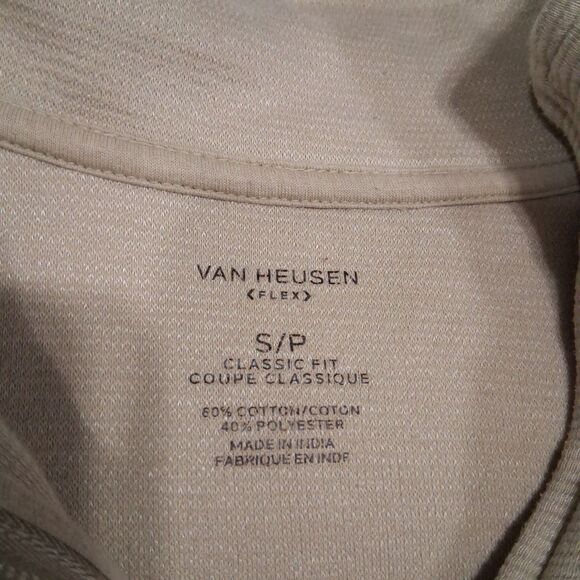 VAN HEUSEN
<FLEX>
S/P
CLASSIC FIT
COUPE CLASSIQUE
60% COTTON/COTON
40% POLYESTER
MADE IN INDIA
FABRIQUE EN INDE